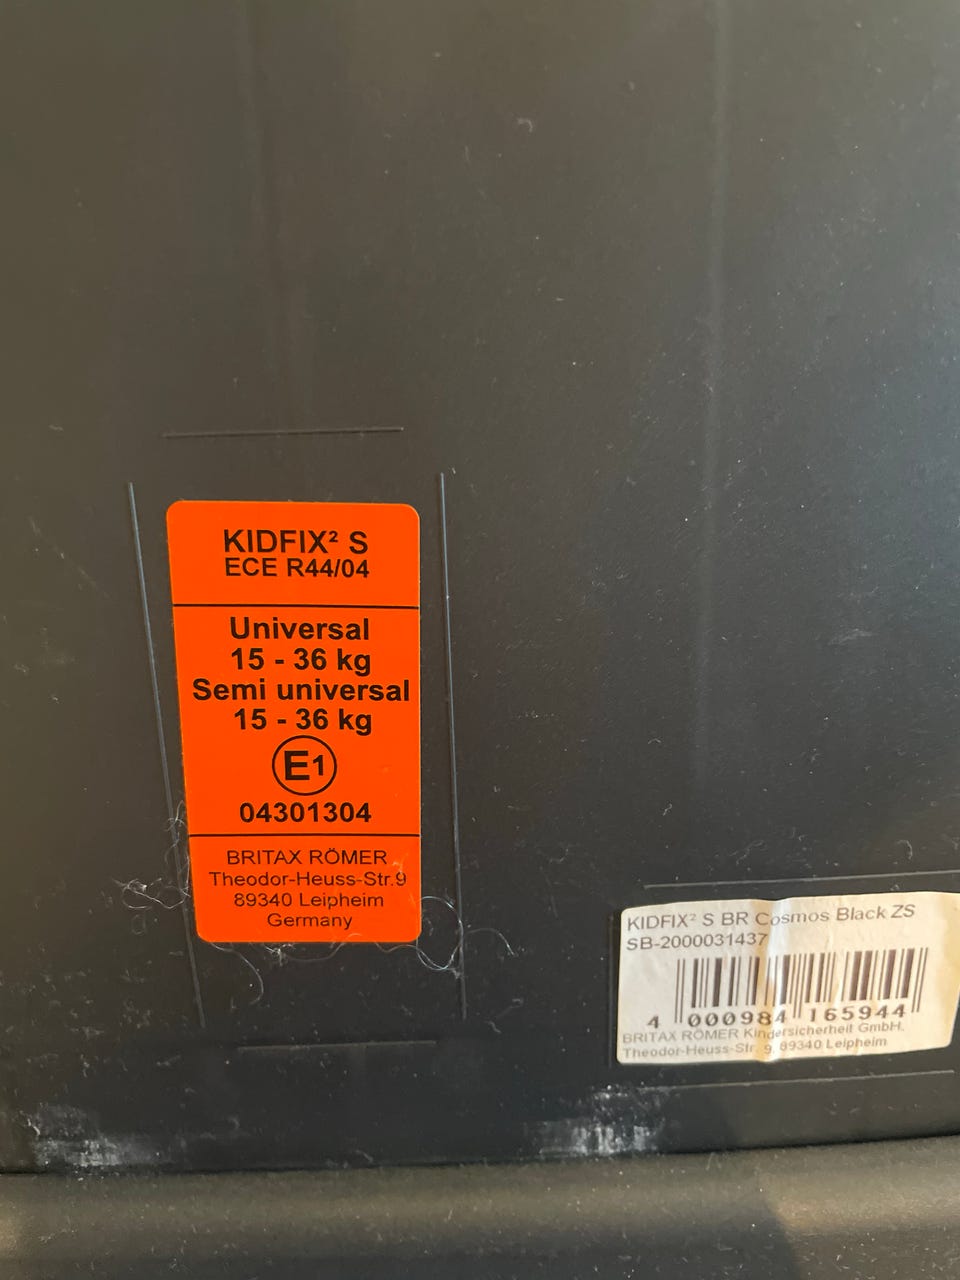 KIDFIX² S
ECE R44/04
Universal
15 - 36 kg
Semi universal
15 - 36 kg
E1
04301304
BRITAX RÖMER
Theodor-Heuss-Str.9
89340 Leipheim
Germany
KIDFIX² S BR Cosmos Black ZS
SB-2000031437
4 000984 165944
BRITAX RÖMER Kindersicherheit GmbH,
Theodor-Heuss-Str. 9, 89340 Leipheim